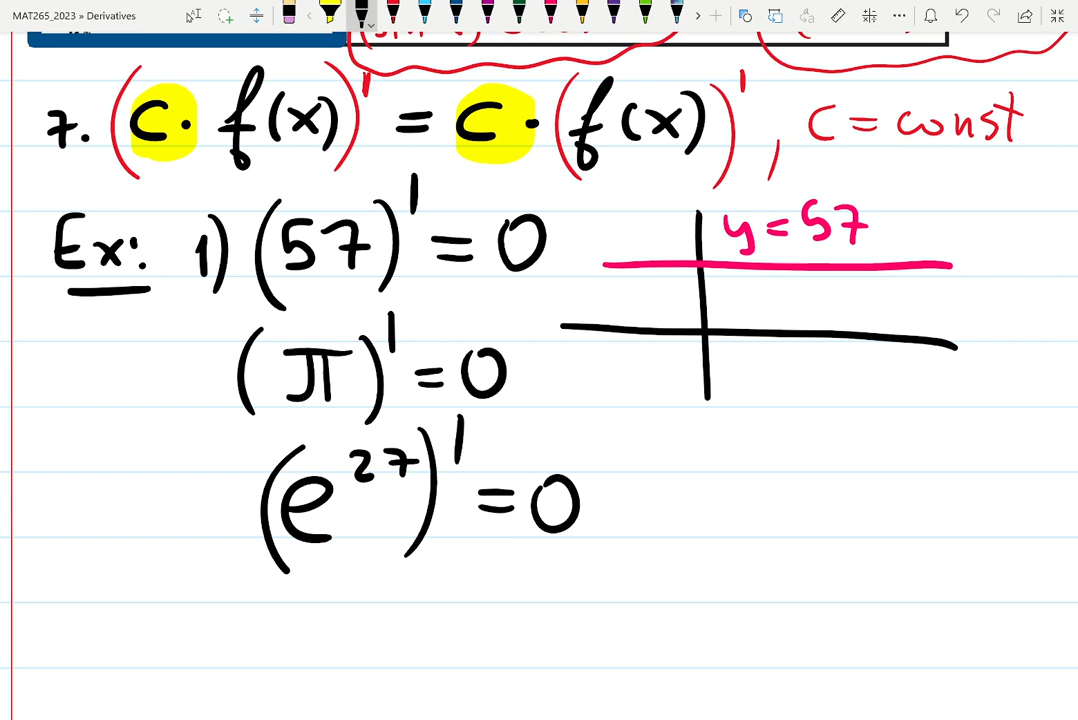 MAT265_2023 » Derivatives
7. (c · f(x))' = c · (f(x))', c = const
Ex: 1) (57)' = 0
y = 57
(π)' = 0
(e^27)' = 0